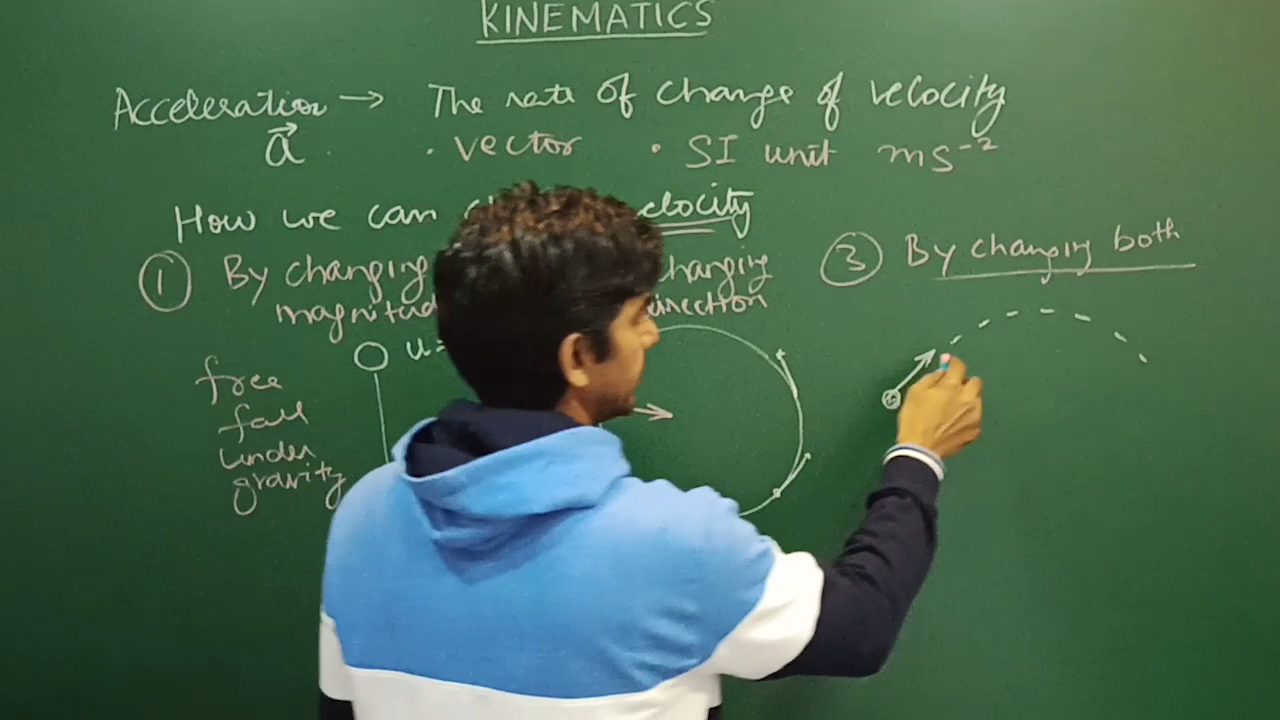 KINEMATICS
Acceleration → The rate of change of velocity
a⃗ · vector · SI unit ms⁻²
How we can velocity
① By changing changing
magnitud direction
③ By changing both
free
fall
under
gravity
u=